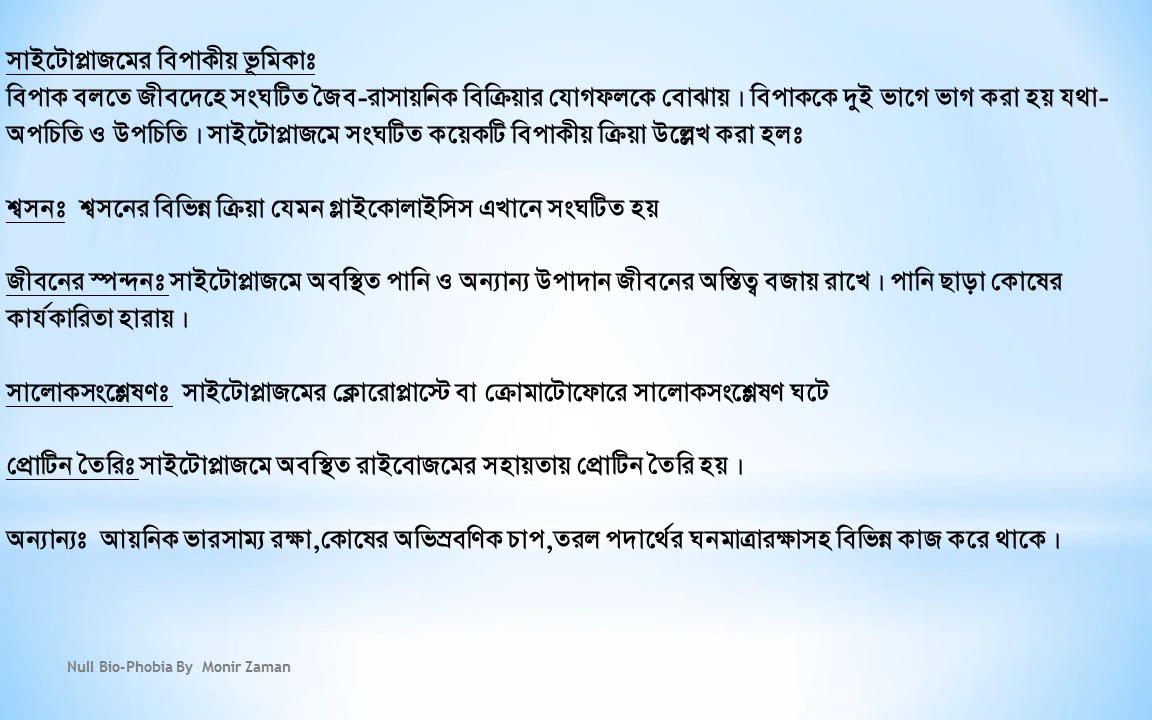 সাইটোপ্লাজমের বিপাকীয় ভূমিকাঃ
বিপাক বলতে জীবদেহে সংঘটিত জৈব-রাসায়নিক বিক্রিয়ার যোগফলকে বোঝায় । বিপাককে দুই ভাগে ভাগ করা হয় যথা-
অপচিতি ও উপচিতি । সাইটোপ্লাজমে সংঘটিত কয়েকটি বিপাকীয় ক্রিয়া উল্লেখ করা হলঃ
শ্বসনঃ শ্বসনের বিভিন্ন ক্রিয়া যেমন গ্লাইকোলাইসিস এখানে সংঘটিত হয়
জীবনের স্পন্দনঃ সাইটোপ্লাজমে অবস্থিত পানি ও অন্যান্য উপাদান জীবনের অস্তিত্ব বজায় রাখে । পানি ছাড়া কোষের
কার্যকারিতা হারায় ।
সালোকসংশ্লেষণঃ সাইটোপ্লাজমের ক্লোরোপ্লাস্টে বা ক্রোমাটোফোরে সালোকসংশ্লেষণ ঘটে
প্রোটিন তৈরিঃ সাইটোপ্লাজমে অবস্থিত রাইবোজমের সহায়তায় প্রোটিন তৈরি হয় ।
অন্যান্যঃ আয়নিক ভারসাম্য রক্ষা,কোষের অভিস্রবণিক চাপ,তরল পদার্থের ঘনমাত্রারক্ষাসহ বিভিন্ন কাজ করে থাকে ।
Null Bio-Phobia By Monir Zaman